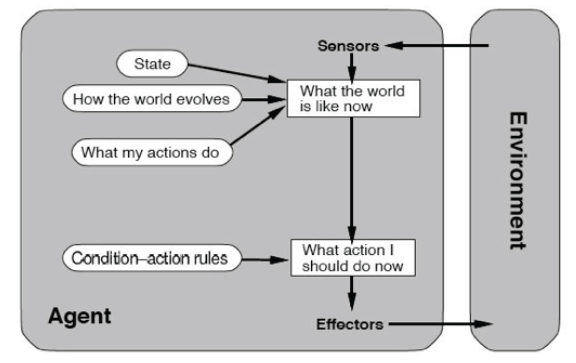 Sensors
State
How the world evolves
What the world
is like now
What my actions do
Environment
Condition–action rules
What action I
should do now
Agent
Effectors